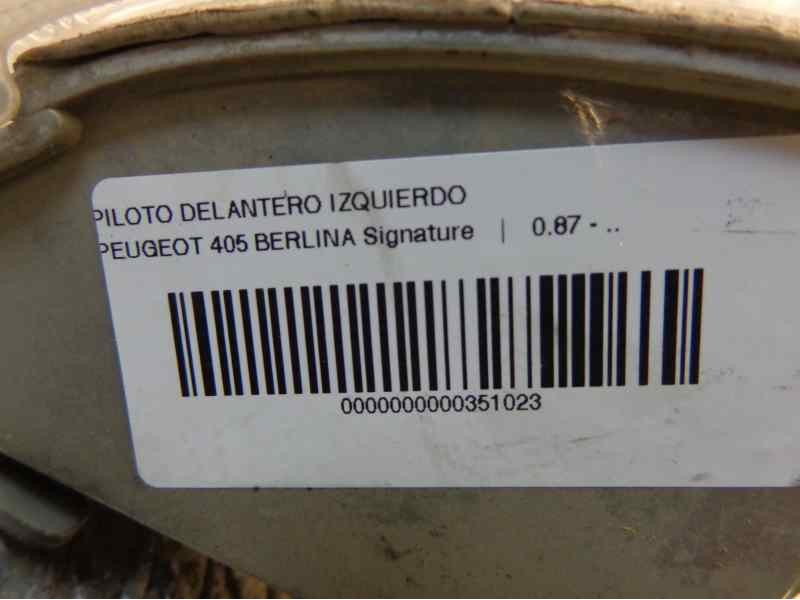 PILOTO DELANTERO IZQUIERDO
PEUGEOT 405 BERLINA Signature | 0.87 - ..
0000000000351023